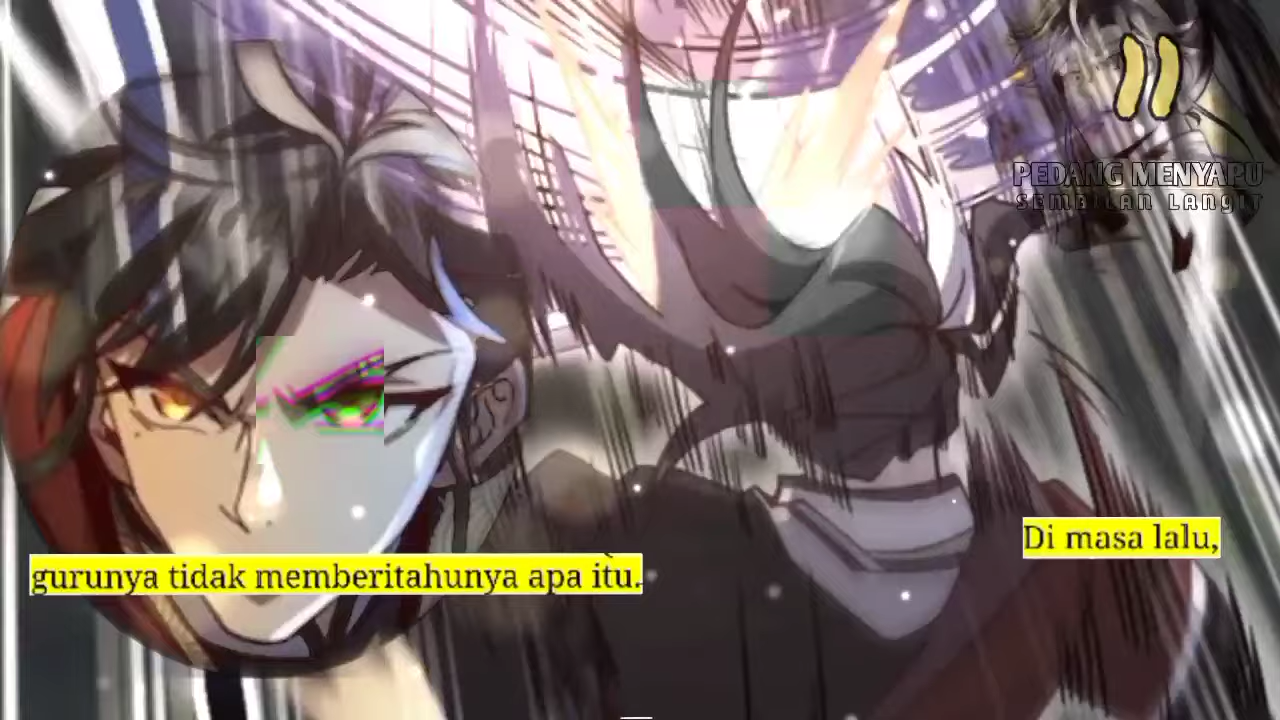 PEDANG MENYAPU
SEMBILAN LANGIT
Di masa lalu,
gurunya tidak memberitahunya apa itu.